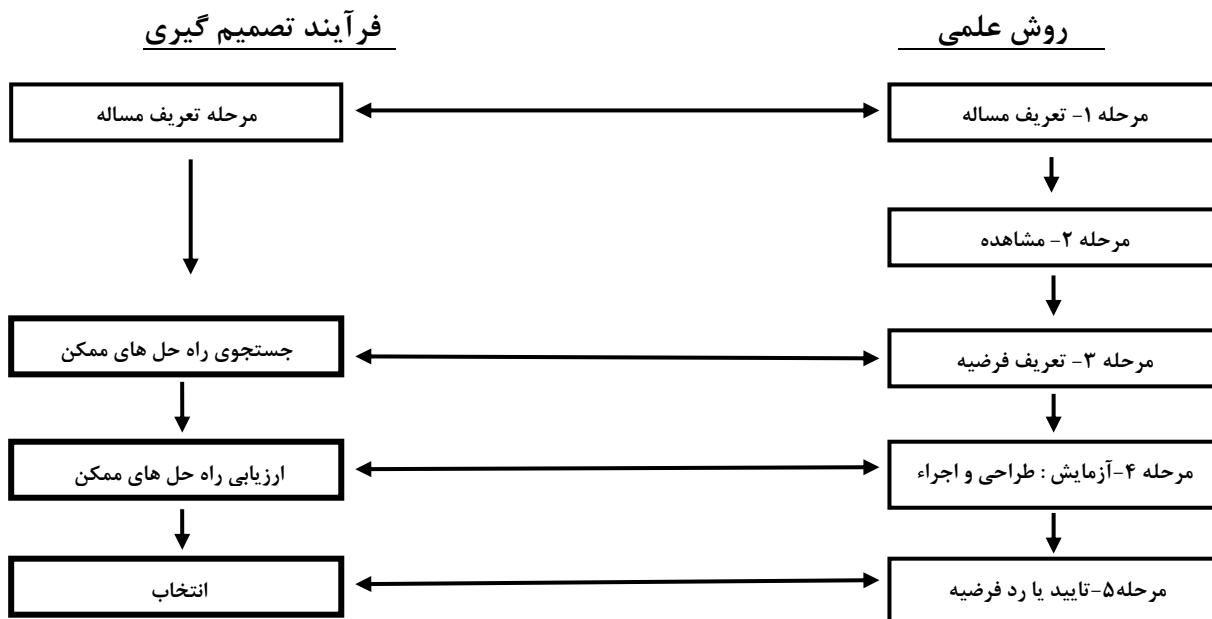 روش علمی
فرآیند تصمیم گیری
مرحله ۱- تعریف مساله
مرحله تعریف مساله
مرحله ۲- مشاهده
مرحله ۳- تعریف فرضیه
جستجوی راه حل های ممکن
مرحله ۴-آزمایش : طراحی و اجراء
ارزیابی راه حل های ممکن
مرحله۵-تایید یا رد فرضیه
انتخاب